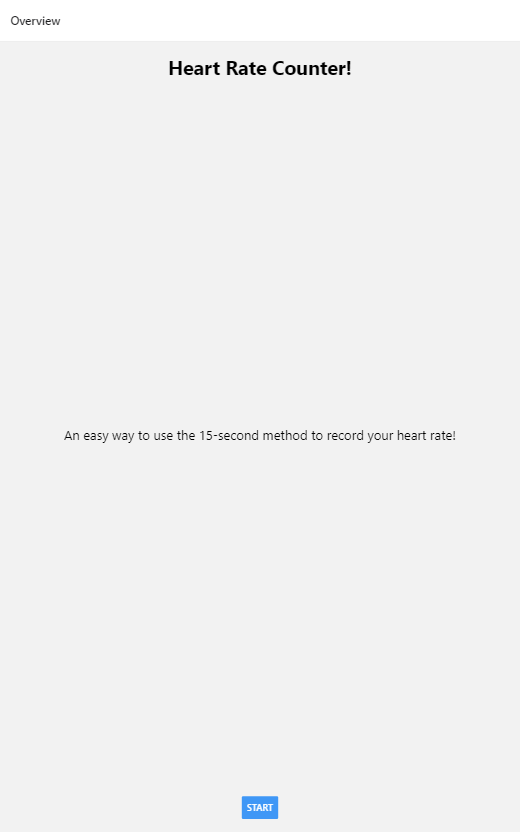 Overview
Heart Rate Counter!
An easy way to use the 15-second method to record your heart rate!
START